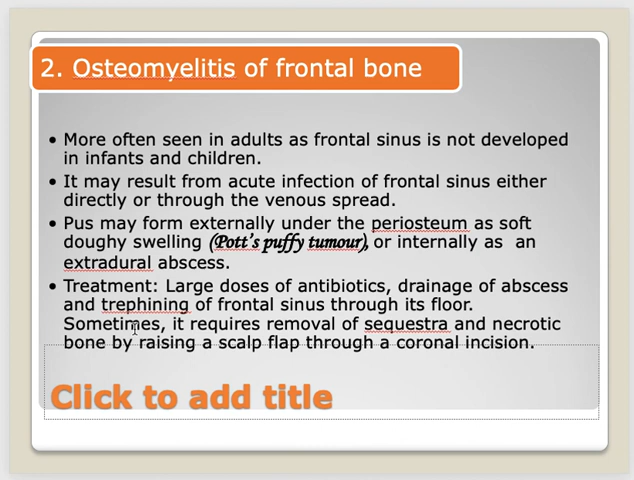 2. Osteomyelitis of frontal bone
• More often seen in adults as frontal sinus is not developed
in infants and children.
• It may result from acute infection of frontal sinus either
directly or through the venous spread.
• Pus may form externally under the periosteum as soft
doughy swelling (Pott's puffy tumour), or internally as an
extradural abscess.
• Treatment: Large doses of antibiotics, drainage of abscess
and trephining of frontal sinus through its floor.
Sometimes, it requires removal of sequestra and necrotic
bone by raising a scalp flap through a coronal incision.
Click to add title